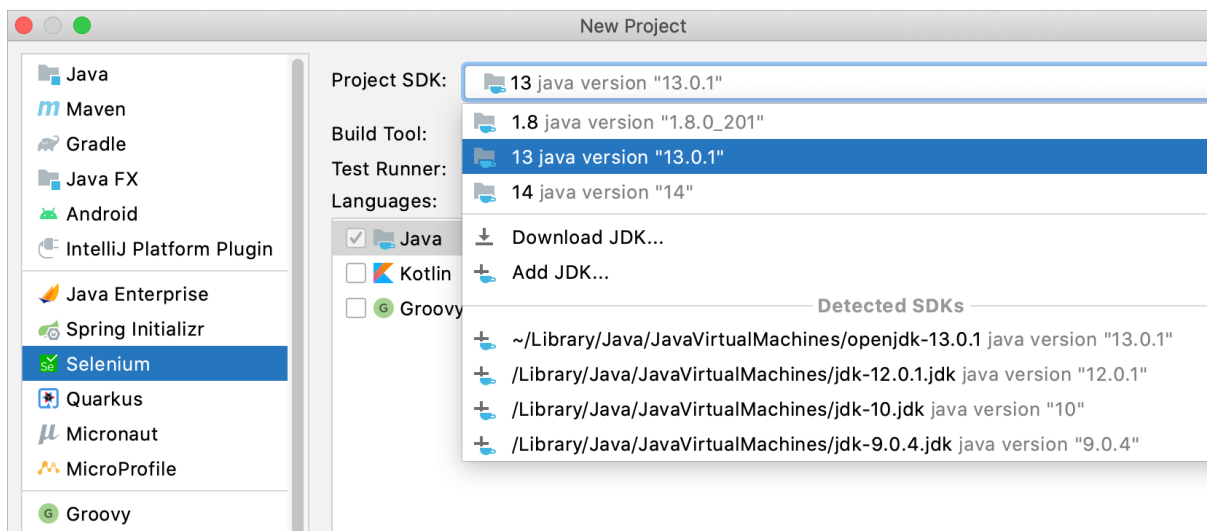 New Project
Java
Maven
Gradle
Java FX
Android
IntelliJ Platform Plugin
Java Enterprise
Spring Initializr
Selenium
Quarkus
Micronaut
MicroProfile
Groovy
Project SDK: 13 java version "13.0.1"
Build Tool:
Test Runner:
Languages:
Java
Kotlin
Groovy
1.8 java version "1.8.0_201"
13 java version "13.0.1"
14 java version "14"
Download JDK...
Add JDK...
Detected SDKs
~/Library/Java/JavaVirtualMachines/openjdk-13.0.1 java version "13.0.1"
/Library/Java/JavaVirtualMachines/jdk-12.0.1.jdk java version "12.0.1"
/Library/Java/JavaVirtualMachines/jdk-10.jdk java version "10"
/Library/Java/JavaVirtualMachines/jdk-9.0.4.jdk java version "9.0.4"